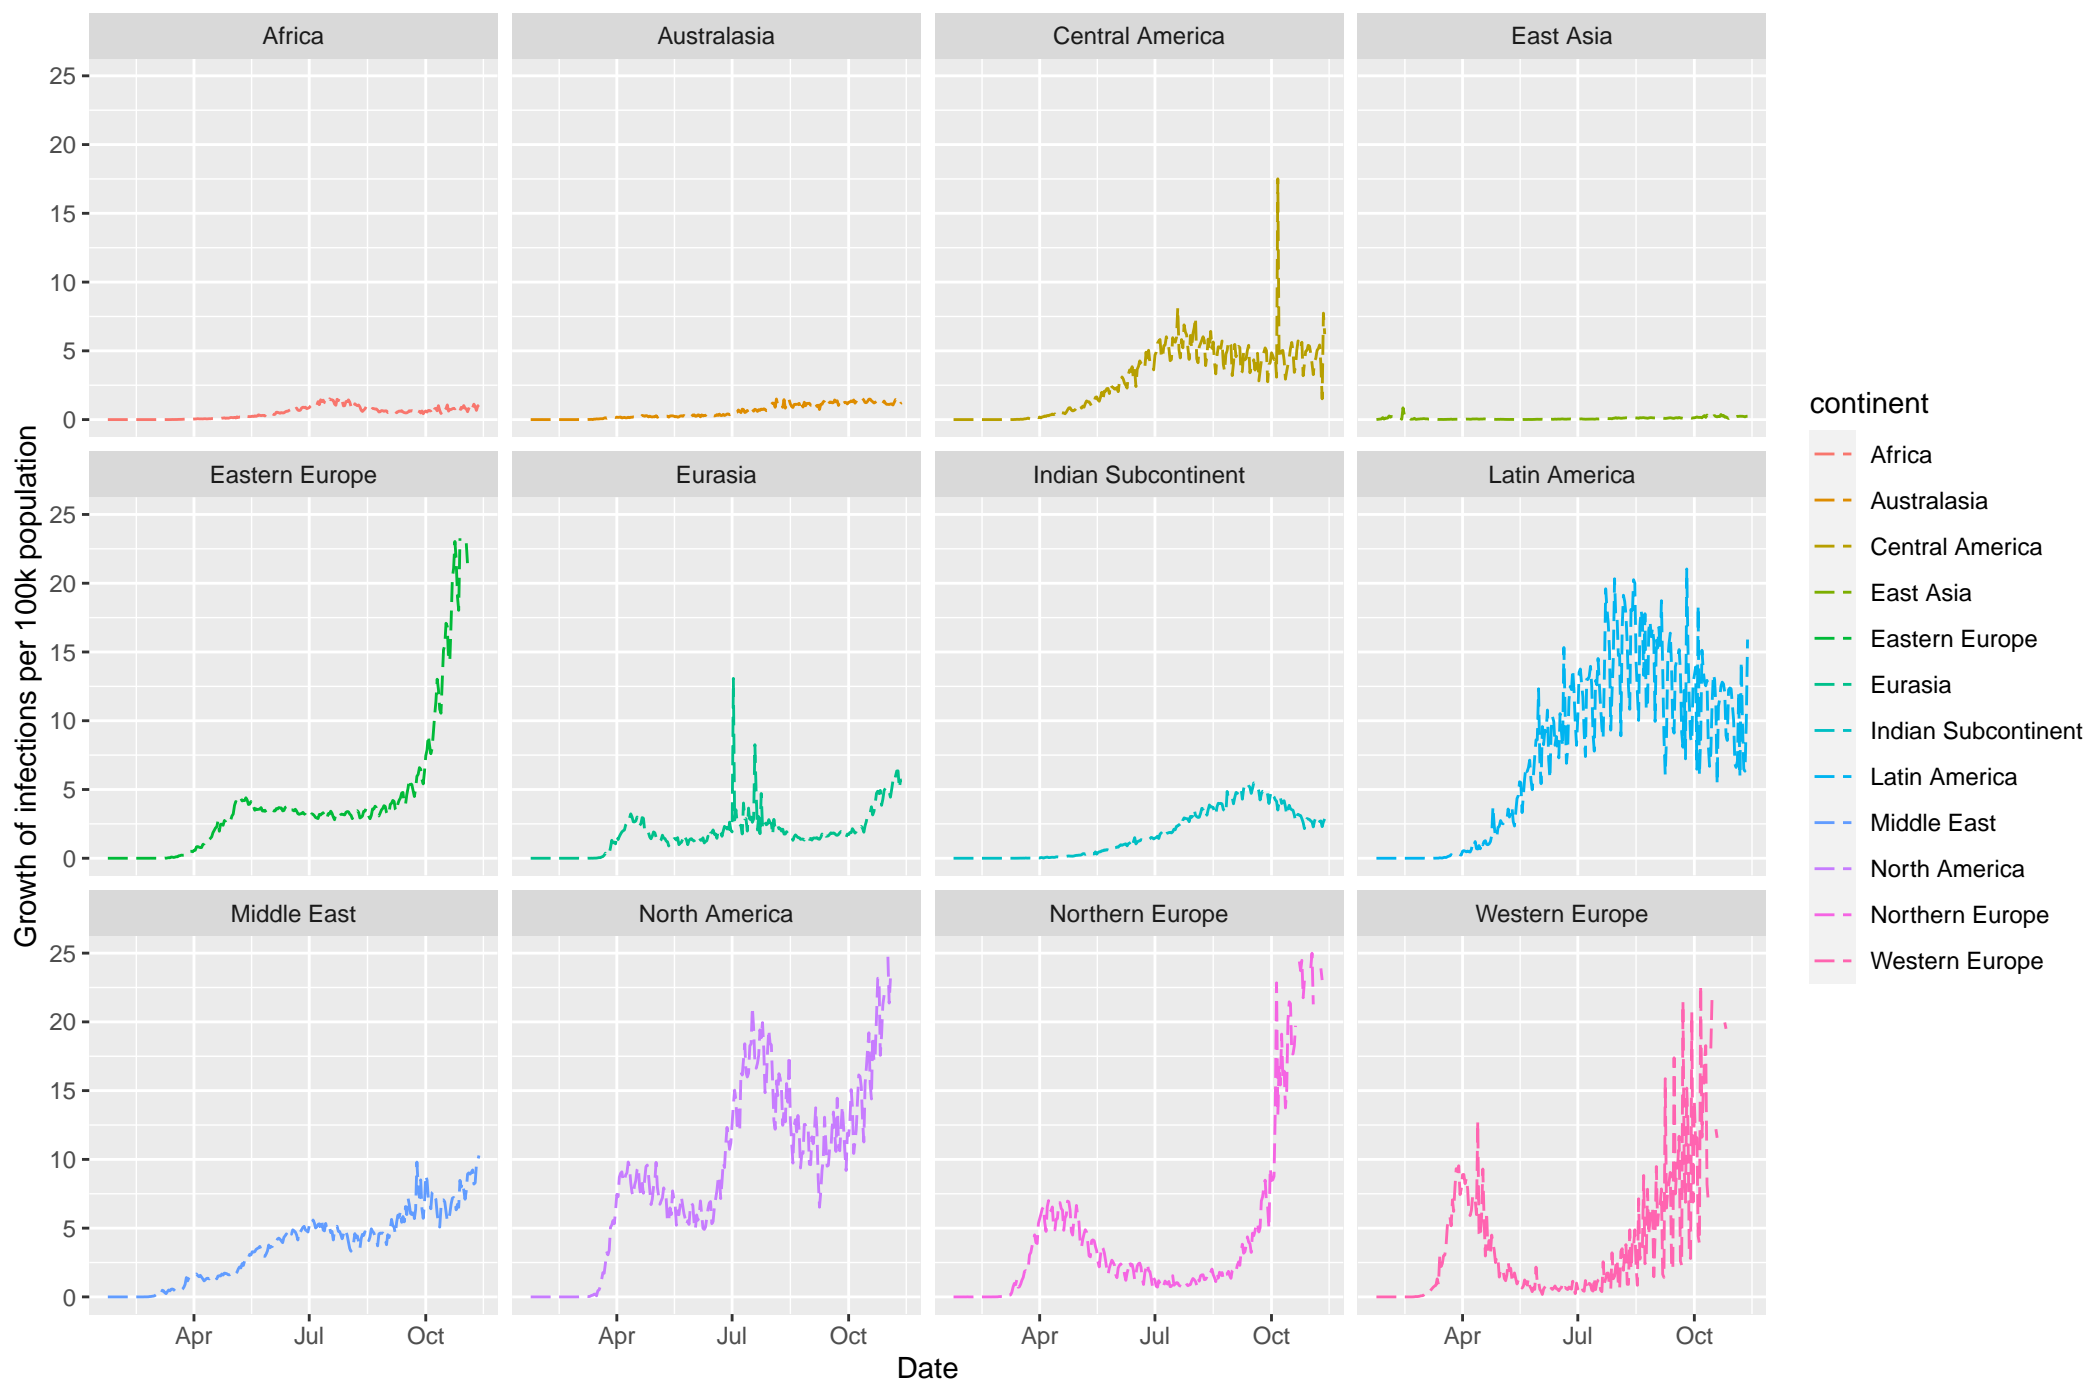 Africa
Australasia
Central America
East Asia
25
20
15
10
5
0
Eastern Europe
Eurasia
Indian Subcontinent
Latin America
25
20
15
10
5
0
Middle East
North America
Northern Europe
Western Europe
25
20
15
10
5
0
Apr Jul Oct
Apr Jul Oct
Apr Jul Oct
Apr Jul Oct
Date
Growth of infections per 100k population
continent
Africa
Australasia
Central America
East Asia
Eastern Europe
Eurasia
Indian Subcontinent
Latin America
Middle East
North America
Northern Europe
Western Europe